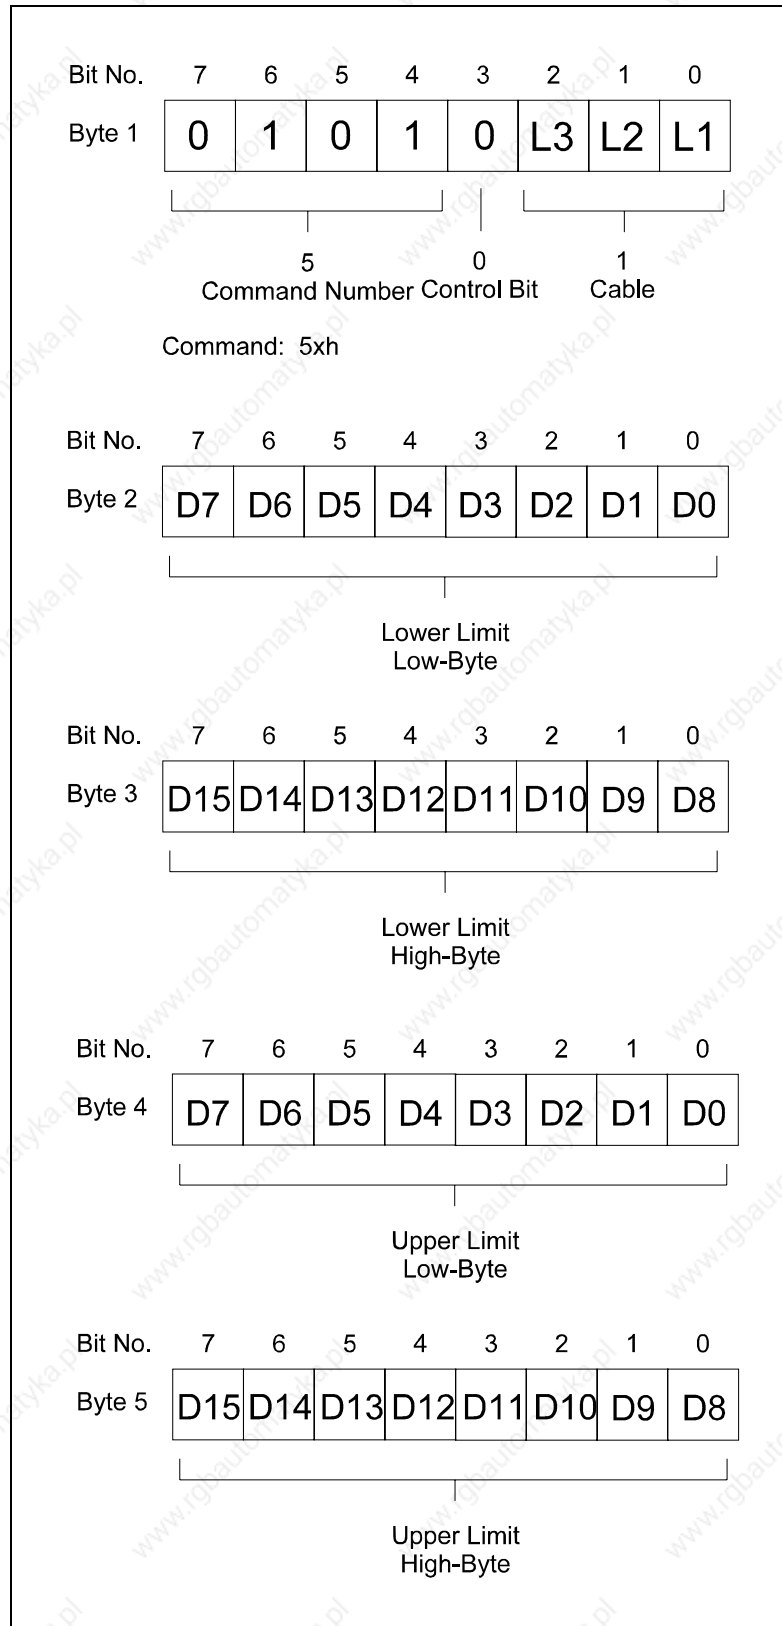 Bit No. 7 6 5 4 3 2 1 0
Byte 1 0 1 0 1 0 L3 L2 L1
5 0 1
Command Number Control Bit Cable
Command: 5xh
Bit No. 7 6 5 4 3 2 1 0
Byte 2 D7 D6 D5 D4 D3 D2 D1 D0
Lower Limit
Low-Byte
Bit No. 7 6 5 4 3 2 1 0
Byte 3 D15 D14 D13 D12 D11 D10 D9 D8
Lower Limit
High-Byte
Bit No. 7 6 5 4 3 2 1 0
Byte 4 D7 D6 D5 D4 D3 D2 D1 D0
Upper Limit
Low-Byte
Bit No. 7 6 5 4 3 2 1 0
Byte 5 D15 D14 D13 D12 D11 D10 D9 D8
Upper Limit
High-Byte
www.rgbautomatyka.pl